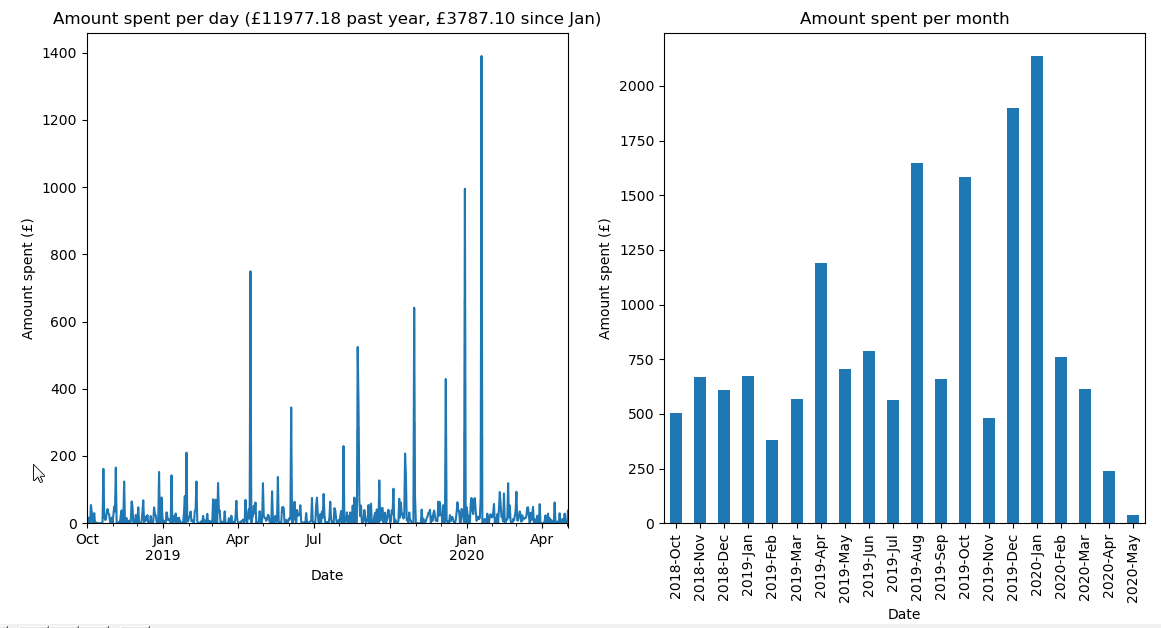 Amount spent per day (£11977.18 past year, £3787.10 since Jan)
Amount spent (£)
1400
1200
1000
800
600
400
200
0
Oct Jan Apr Jul Oct Jan Apr
2019 2020
Date
Amount spent per month
Amount spent (£)
2000
1750
1500
1250
1000
750
500
250
0
2018-Oct
2018-Nov
2018-Dec
2019-Jan
2019-Feb
2019-Mar
2019-Apr
2019-May
2019-Jun
2019-Jul
2019-Aug
2019-Sep
2019-Oct
2019-Nov
2019-Dec
2020-Jan
2020-Feb
2020-Mar
2020-Apr
2020-May
Date